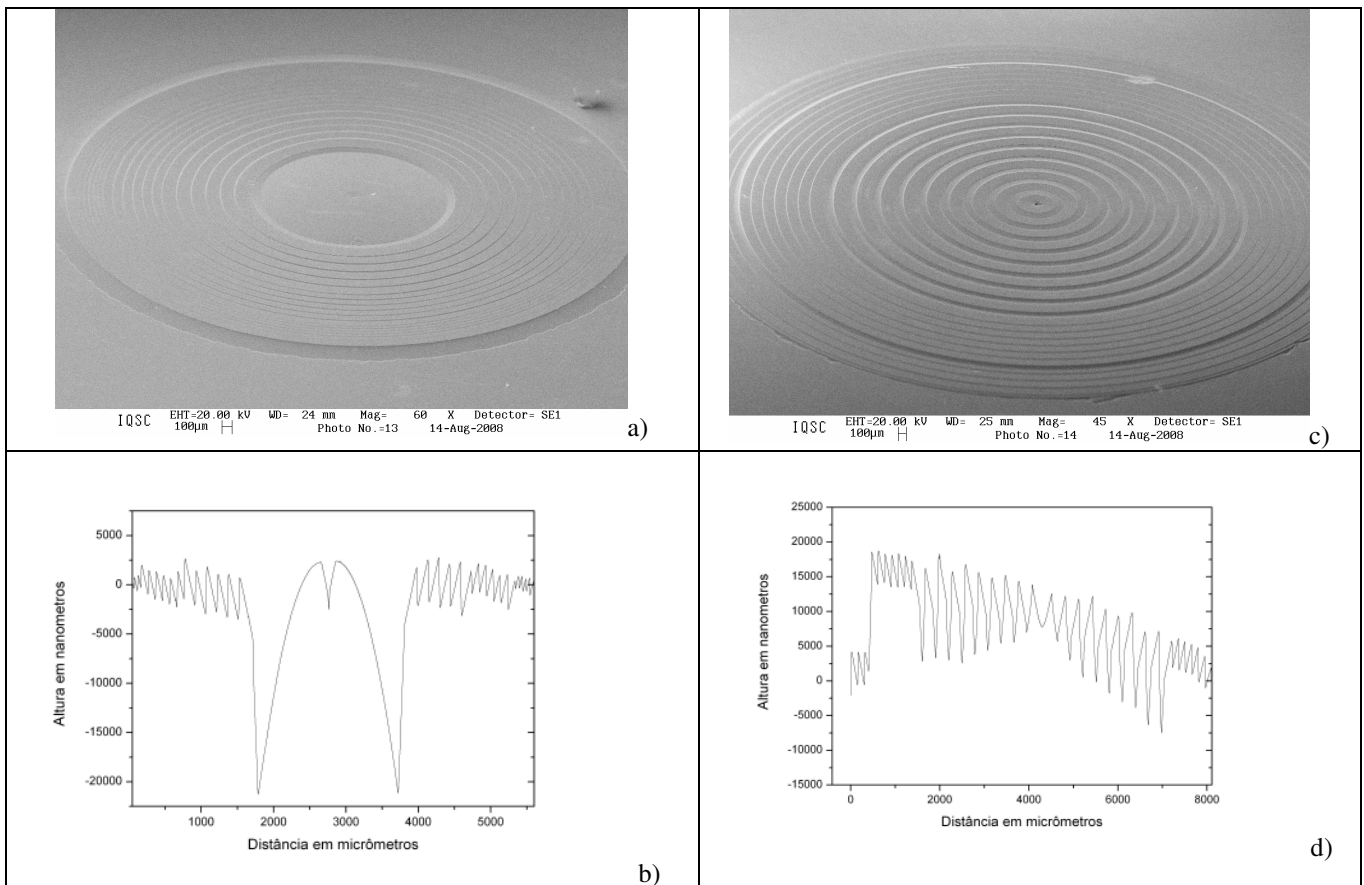 IQSC EHT=20.00 kV WD= 24 mm Mag= 60 X Detector= SE1
100µm Photo No.=13 14-Aug-2008
a)
IQSC EHT=20.00 kV WD= 25 mm Mag= 45 X Detector= SE1
100µm Photo No.=14 14-Aug-2008
c)
Altura em nanometros
5000
0
-5000
-10000
-15000
-20000
1000 2000 3000 4000 5000
Distância em micrômetros
b)
Altura em nanometros
25000
20000
15000
10000
5000
0
-5000
-10000
-15000
0 2000 4000 6000 8000
Distância em micrômetros
d)